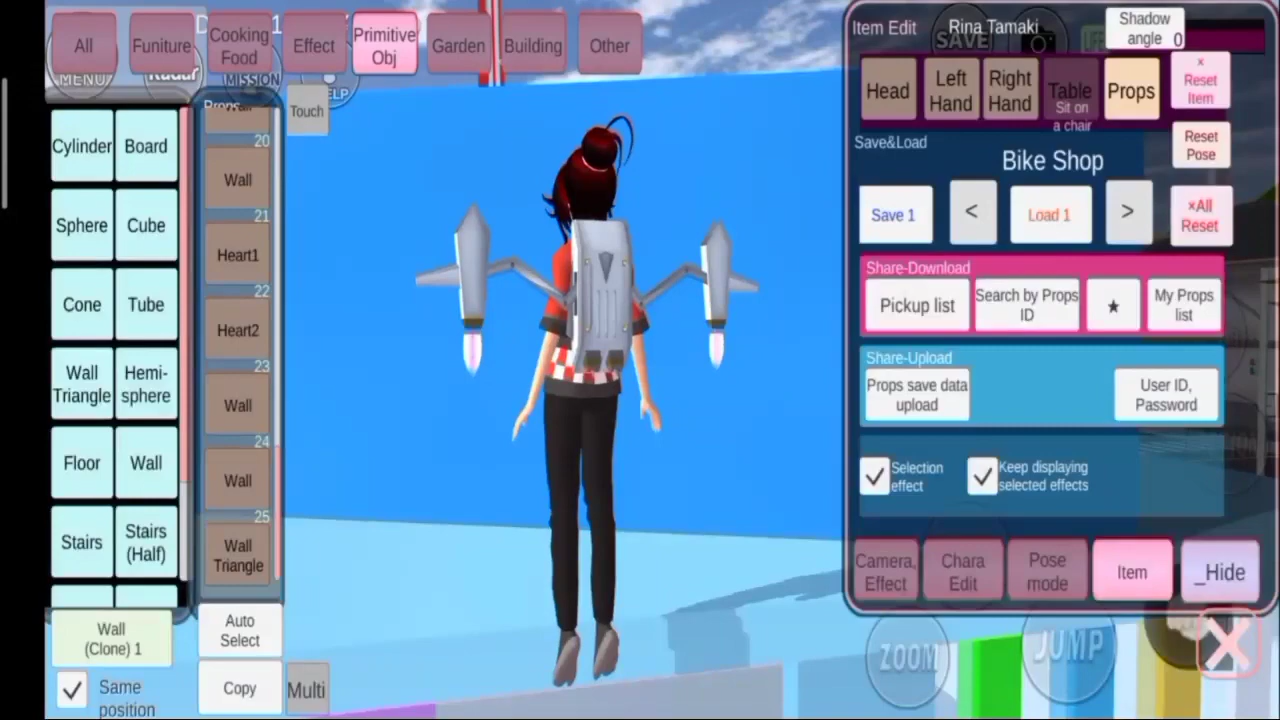 All
Funiture
Cooking
Food
Effect
Primitive
Obj
Garden
Building
Other
MENU
Radar
MISSION
Touch
Cylinder
Board
Sphere
Cube
Cone
Tube
Wall
Triangle
Hemi-
sphere
Floor
Wall
Stairs
Stairs
(Half)
Wall
(Clone) 1
Same
position
Props
Wall
20
Wall
21
Heart1
22
Heart2
23
Wall
24
Wall
25
Wall
Triangle
Auto
Select
Copy
Multi
Item Edit
Rina Tamaki
SAVE
Shadow
angle 0
Head
Left
Hand
Right
Hand
Table
Sit on
a chair
Props
×
Reset
Item
Reset
Pose
Save&Load
Bike Shop
Save 1
<
Load 1
>
×All
Reset
Share-Download
Pickup list
Search by Props
ID
★
My Props
list
Share-Upload
Props save data
upload
User ID,
Password
Selection
effect
Keep displaying
selected effects
Camera,
Effect
Chara
Edit
Pose
mode
Item
_Hide
ZOOM
JUMP